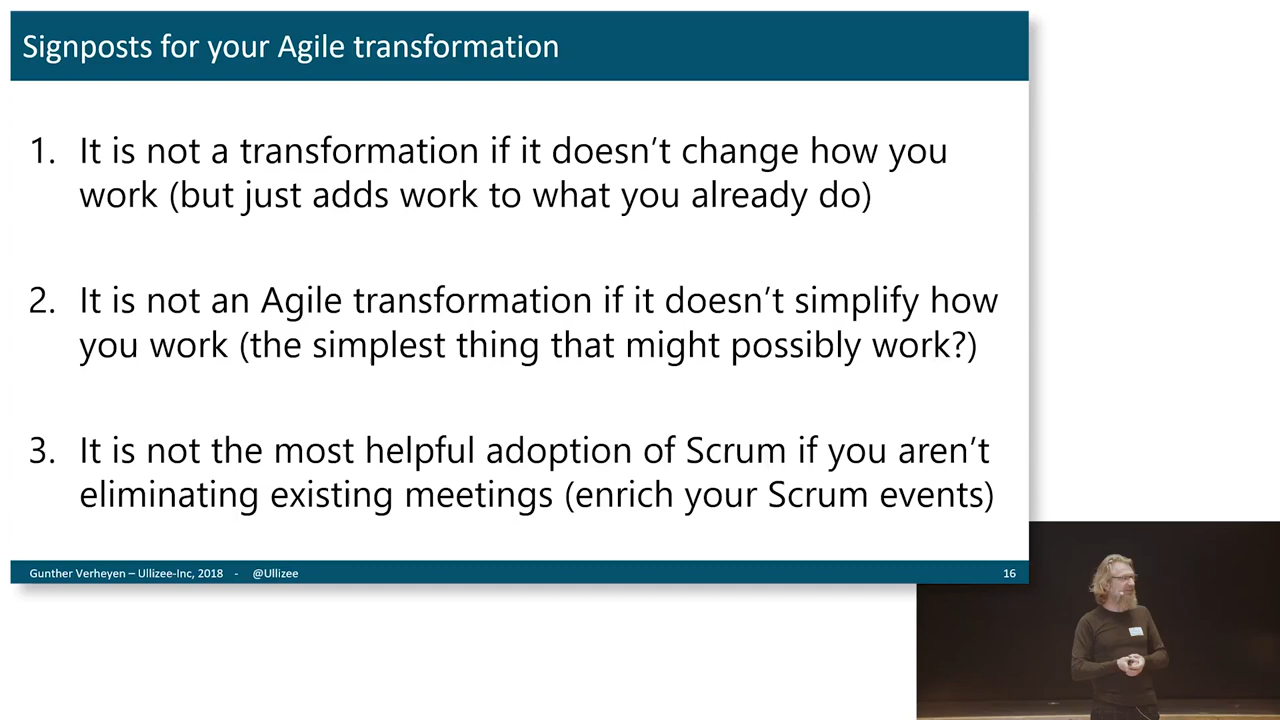 Signposts for your Agile transformation
1. It is not a transformation if it doesn’t change how you
work (but just adds work to what you already do)
2. It is not an Agile transformation if it doesn’t simplify how
you work (the simplest thing that might possibly work?)
3. It is not the most helpful adoption of Scrum if you aren’t
eliminating existing meetings (enrich your Scrum events)
Gunther Verheyen – Ullizee-Inc, 2018 - @Ullizee 16